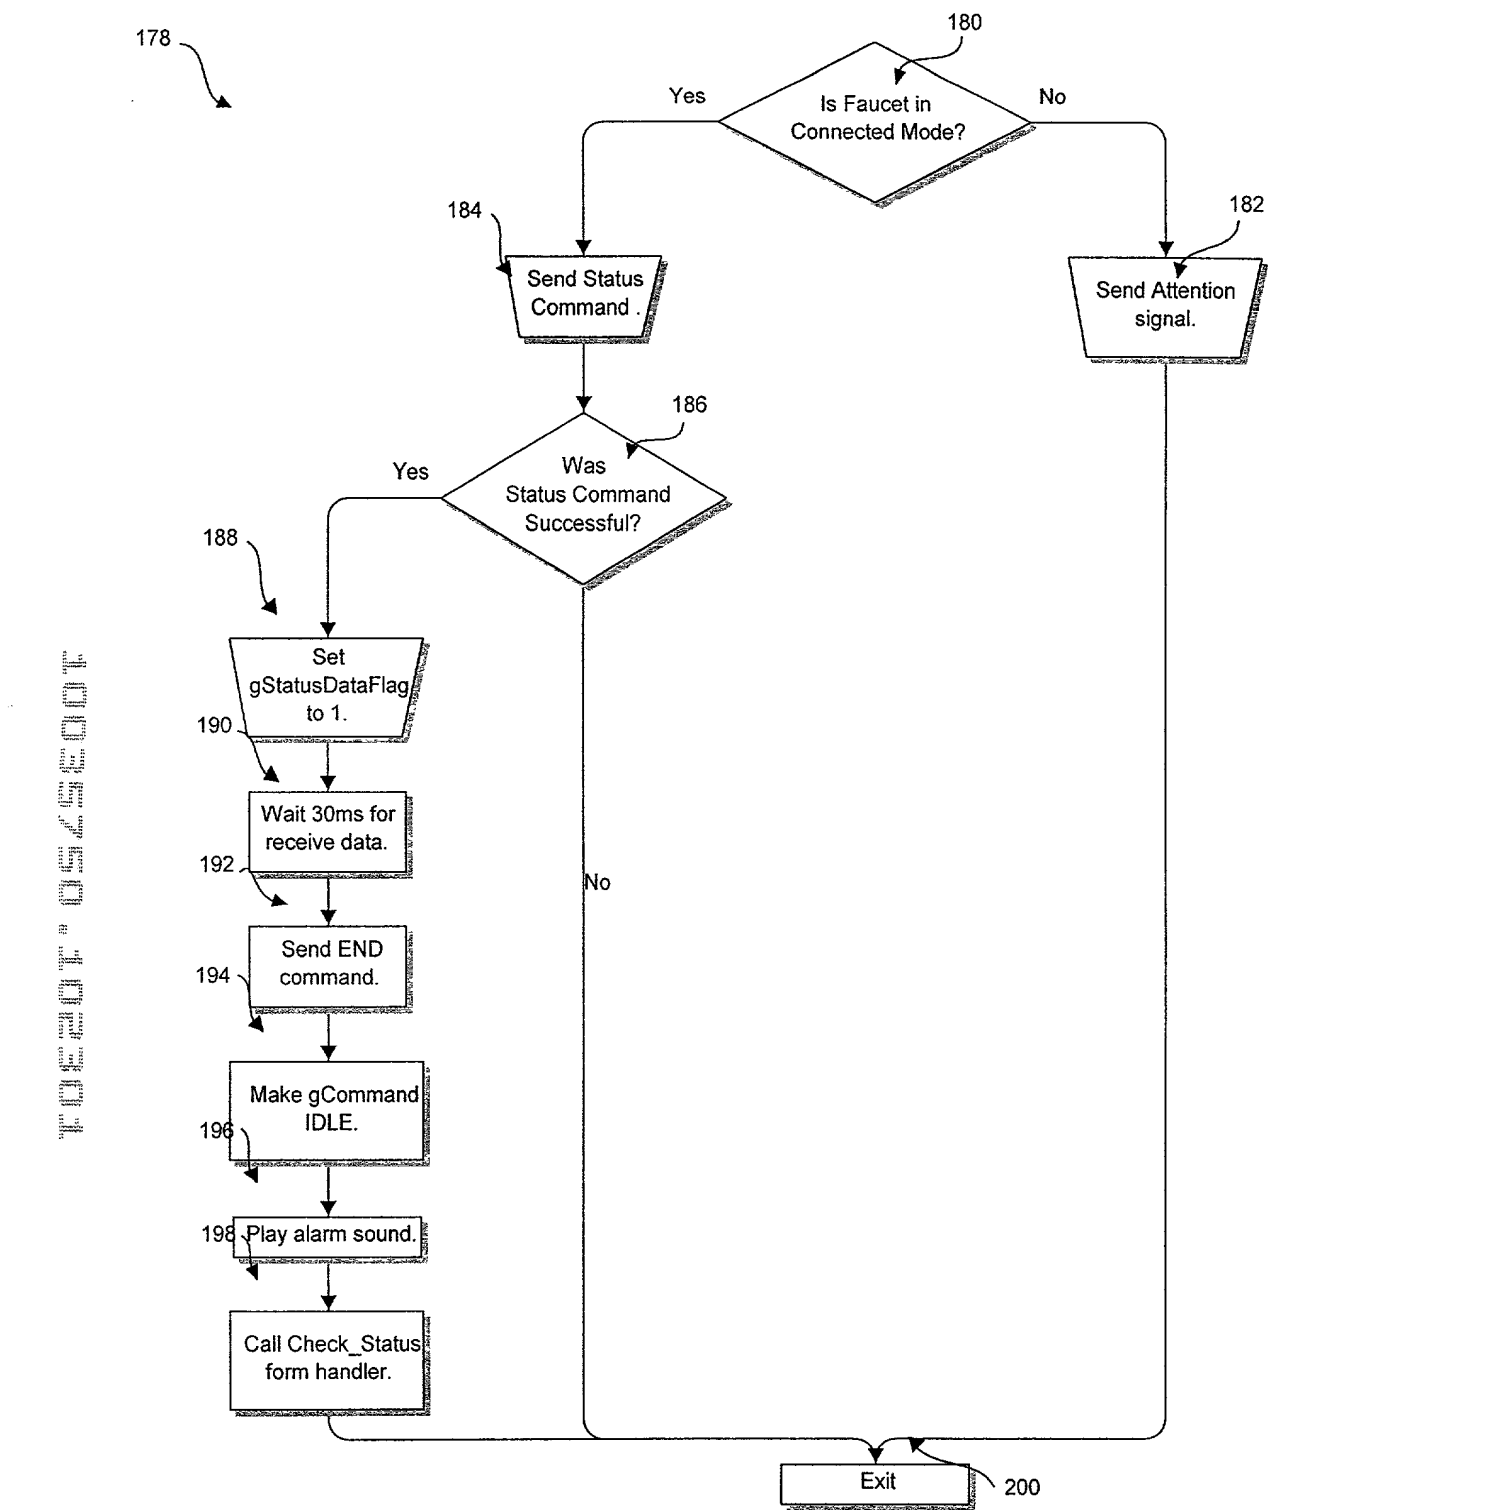 178
180
Is Faucet in
Connected Mode?
Yes
No
184
Send Status
Command .
182
Send Attention
signal.
186
Was
Status Command
Successful?
Yes
No
188
Set
gStatusDataFlag
to 1.
190
Wait 30ms for
receive data.
192
Send END
command.
194
Make gCommand
IDLE.
196
Play alarm sound.
198
Call Check_Status
form handler.
Exit
200